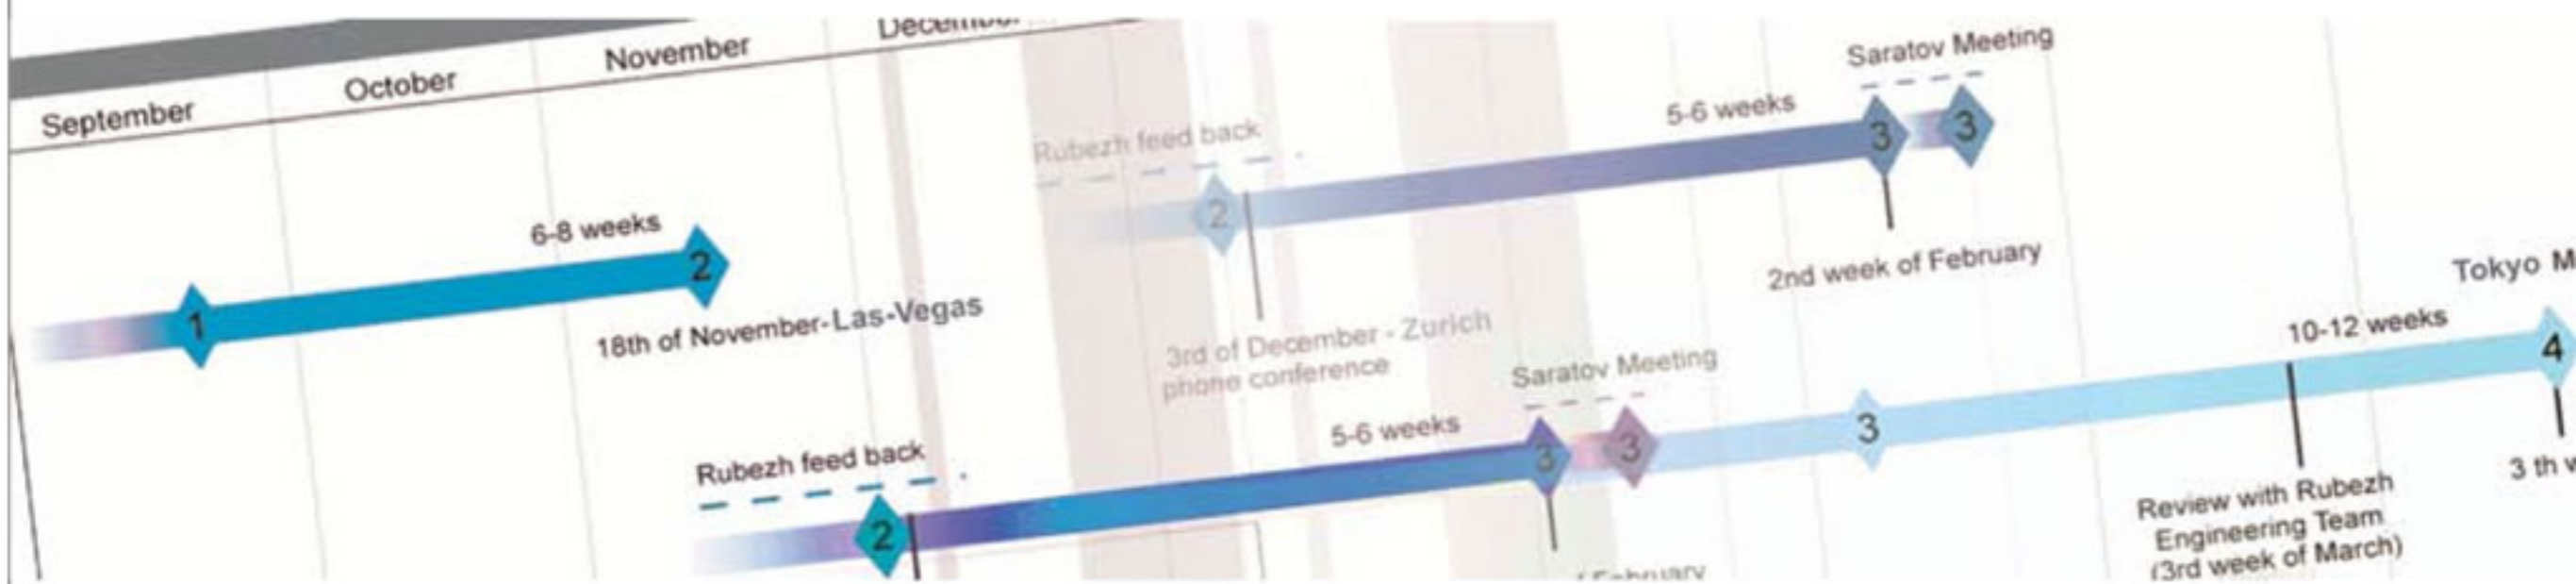 September
October
November
December
Saratov Meeting
5-6 weeks
3
3
Rubezh feed back
2
6-8 weeks
2
1
18th of November-Las-Vegas
2nd week of February
3rd of December - Zurich
phone conference
Tokyo M
10-12 weeks
4
Saratov Meeting
5-6 weeks
3
3
3
Rubezh feed back
2
3 th w
Review with Rubezh
Engineering Team
(3rd week of March)
February